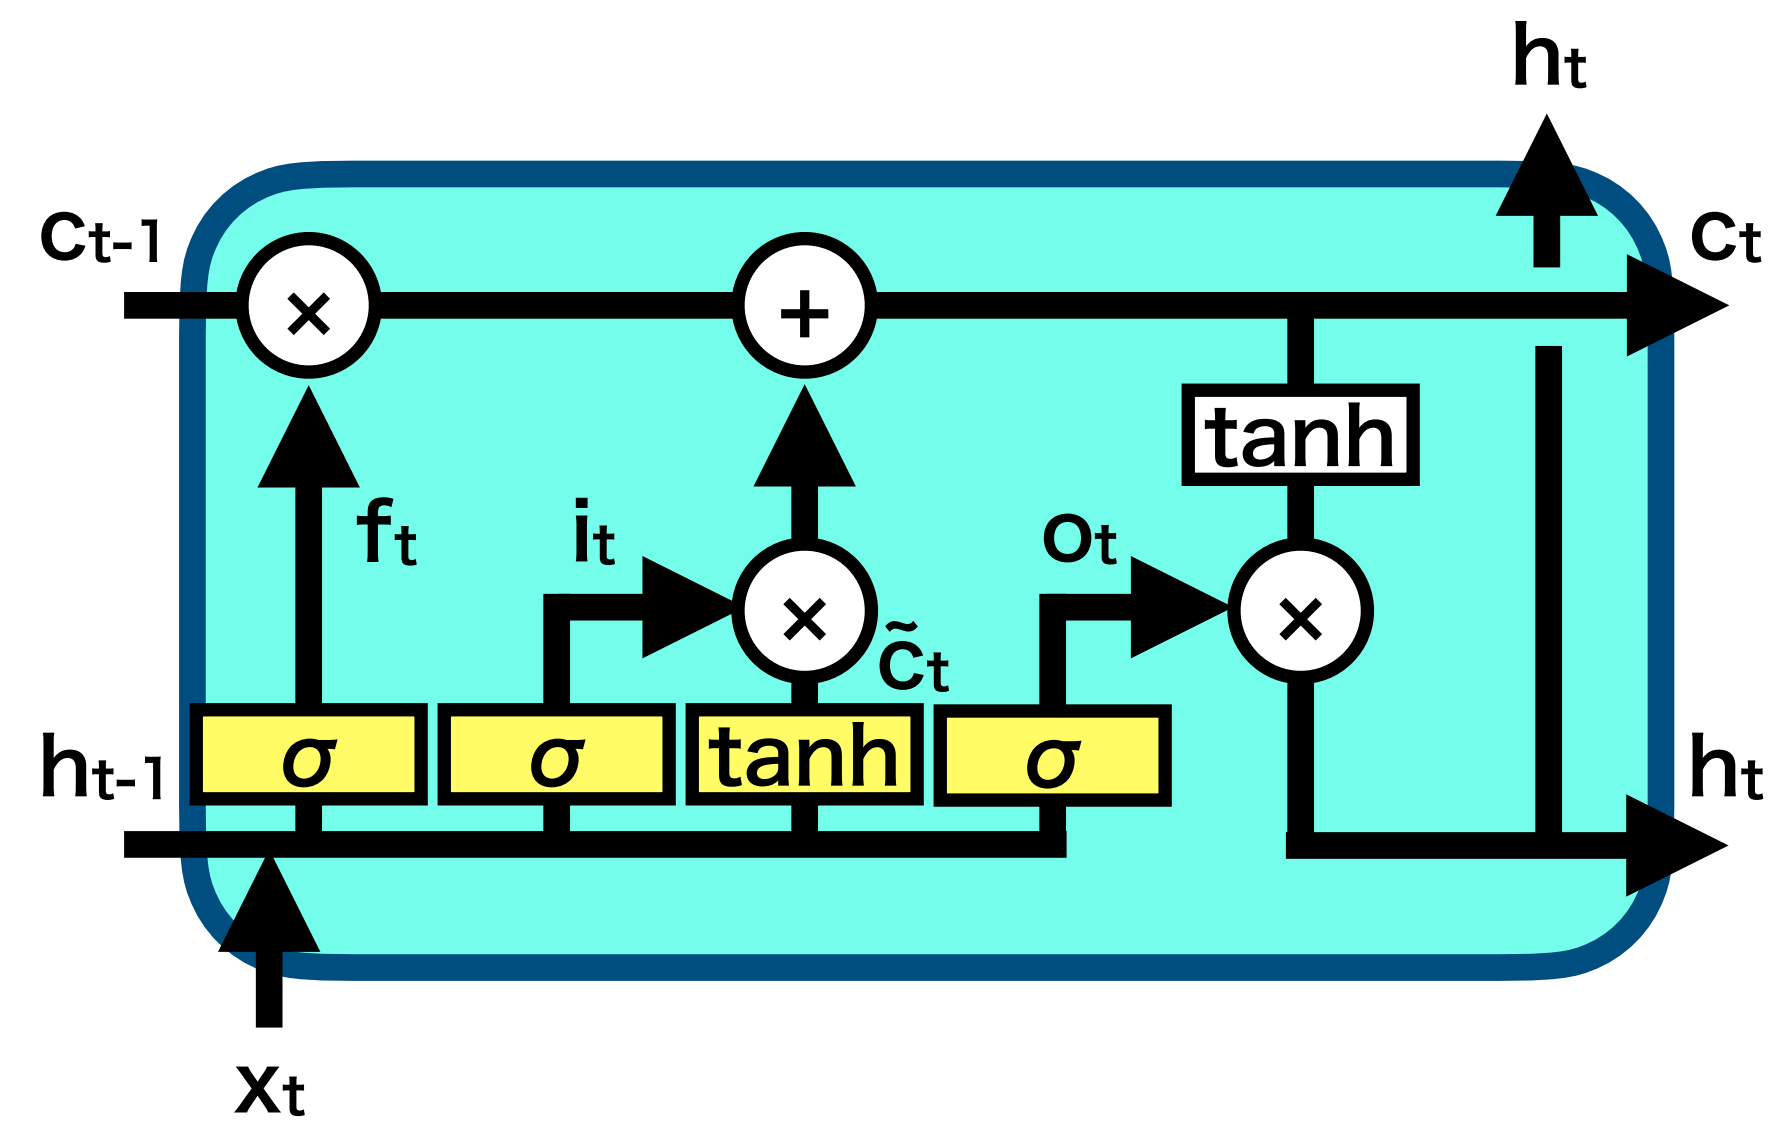 ht
Ct-1
Ct
×
+
tanh
ft
it
ot
×
×
c̃t
ht-1
σ
σ
tanh
σ
ht
xt